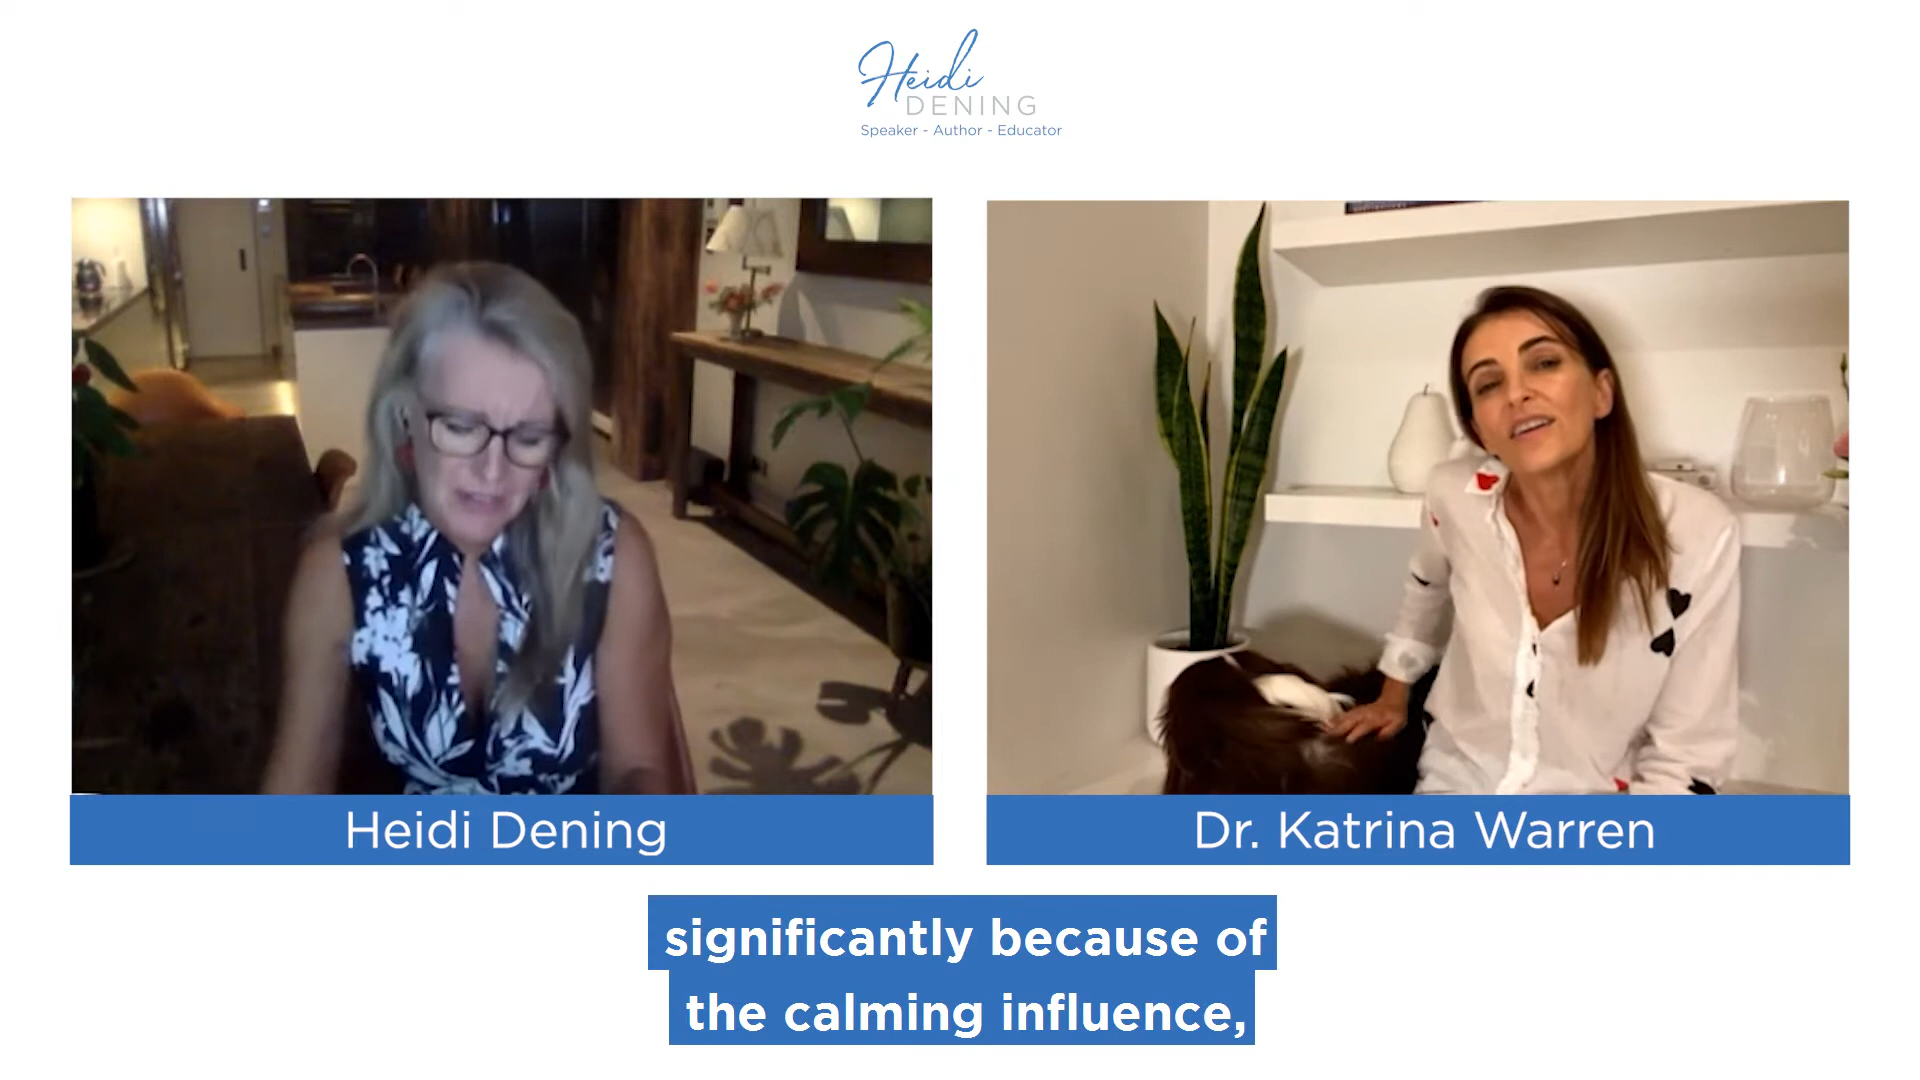 Heidi
DENING
Speaker - Author - Educator
Heidi Dening
Dr. Katrina Warren
significantly because of
the calming influence,